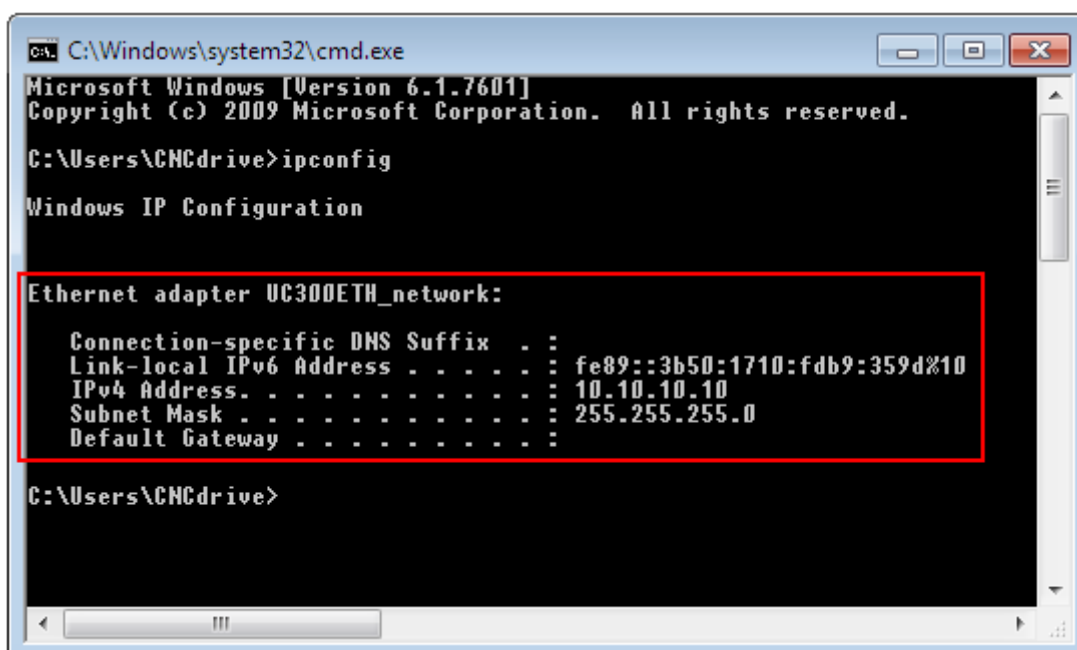 C:\Windows\system32\cmd.exe
Microsoft Windows [Version 6.1.7601]
Copyright (c) 2009 Microsoft Corporation.  All rights reserved.
C:\Users\CNCdrive>ipconfig
Windows IP Configuration
Ethernet adapter UC300ETH_network:
   Connection-specific DNS Suffix  . :
   Link-local IPv6 Address . . . . . : fe89::3b50:1710:fdb9:359d%10
   IPv4 Address. . . . . . . . . . . : 10.10.10.10
   Subnet Mask . . . . . . . . . . . : 255.255.255.0
   Default Gateway . . . . . . . . . :
C:\Users\CNCdrive>